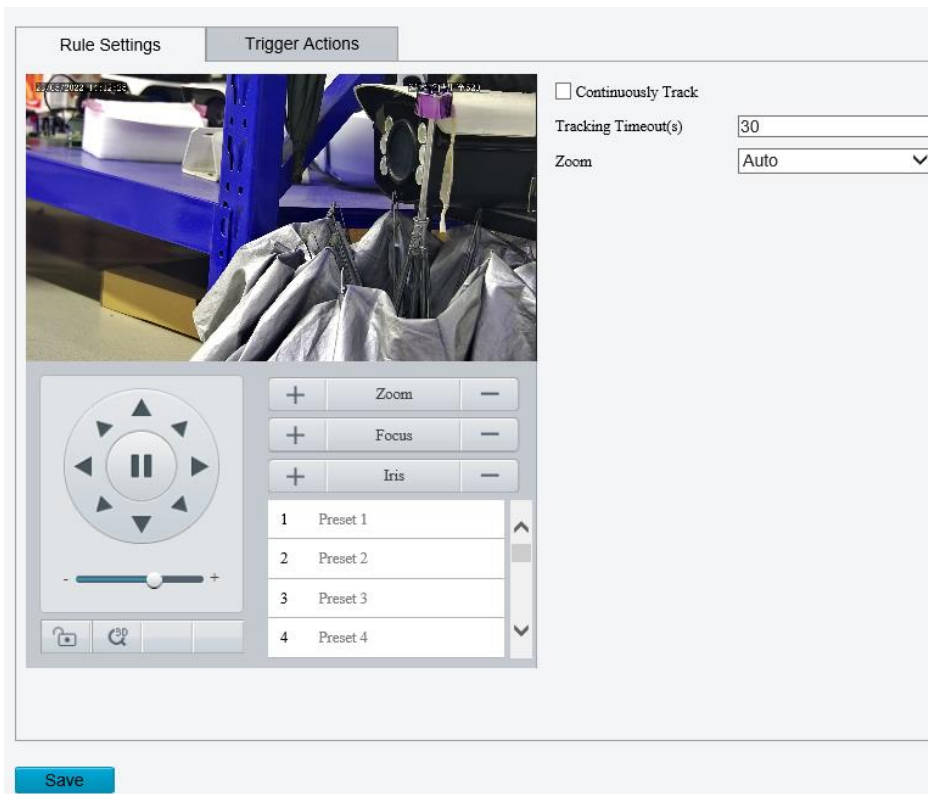 Rule Settings
Trigger Actions
Continuously Track
Tracking Timeout(s) 30
Zoom Auto
+ Zoom —
+ Focus —
+ Iris —
1 Preset 1
2 Preset 2
3 Preset 3
4 Preset 4
- +
3D
Save